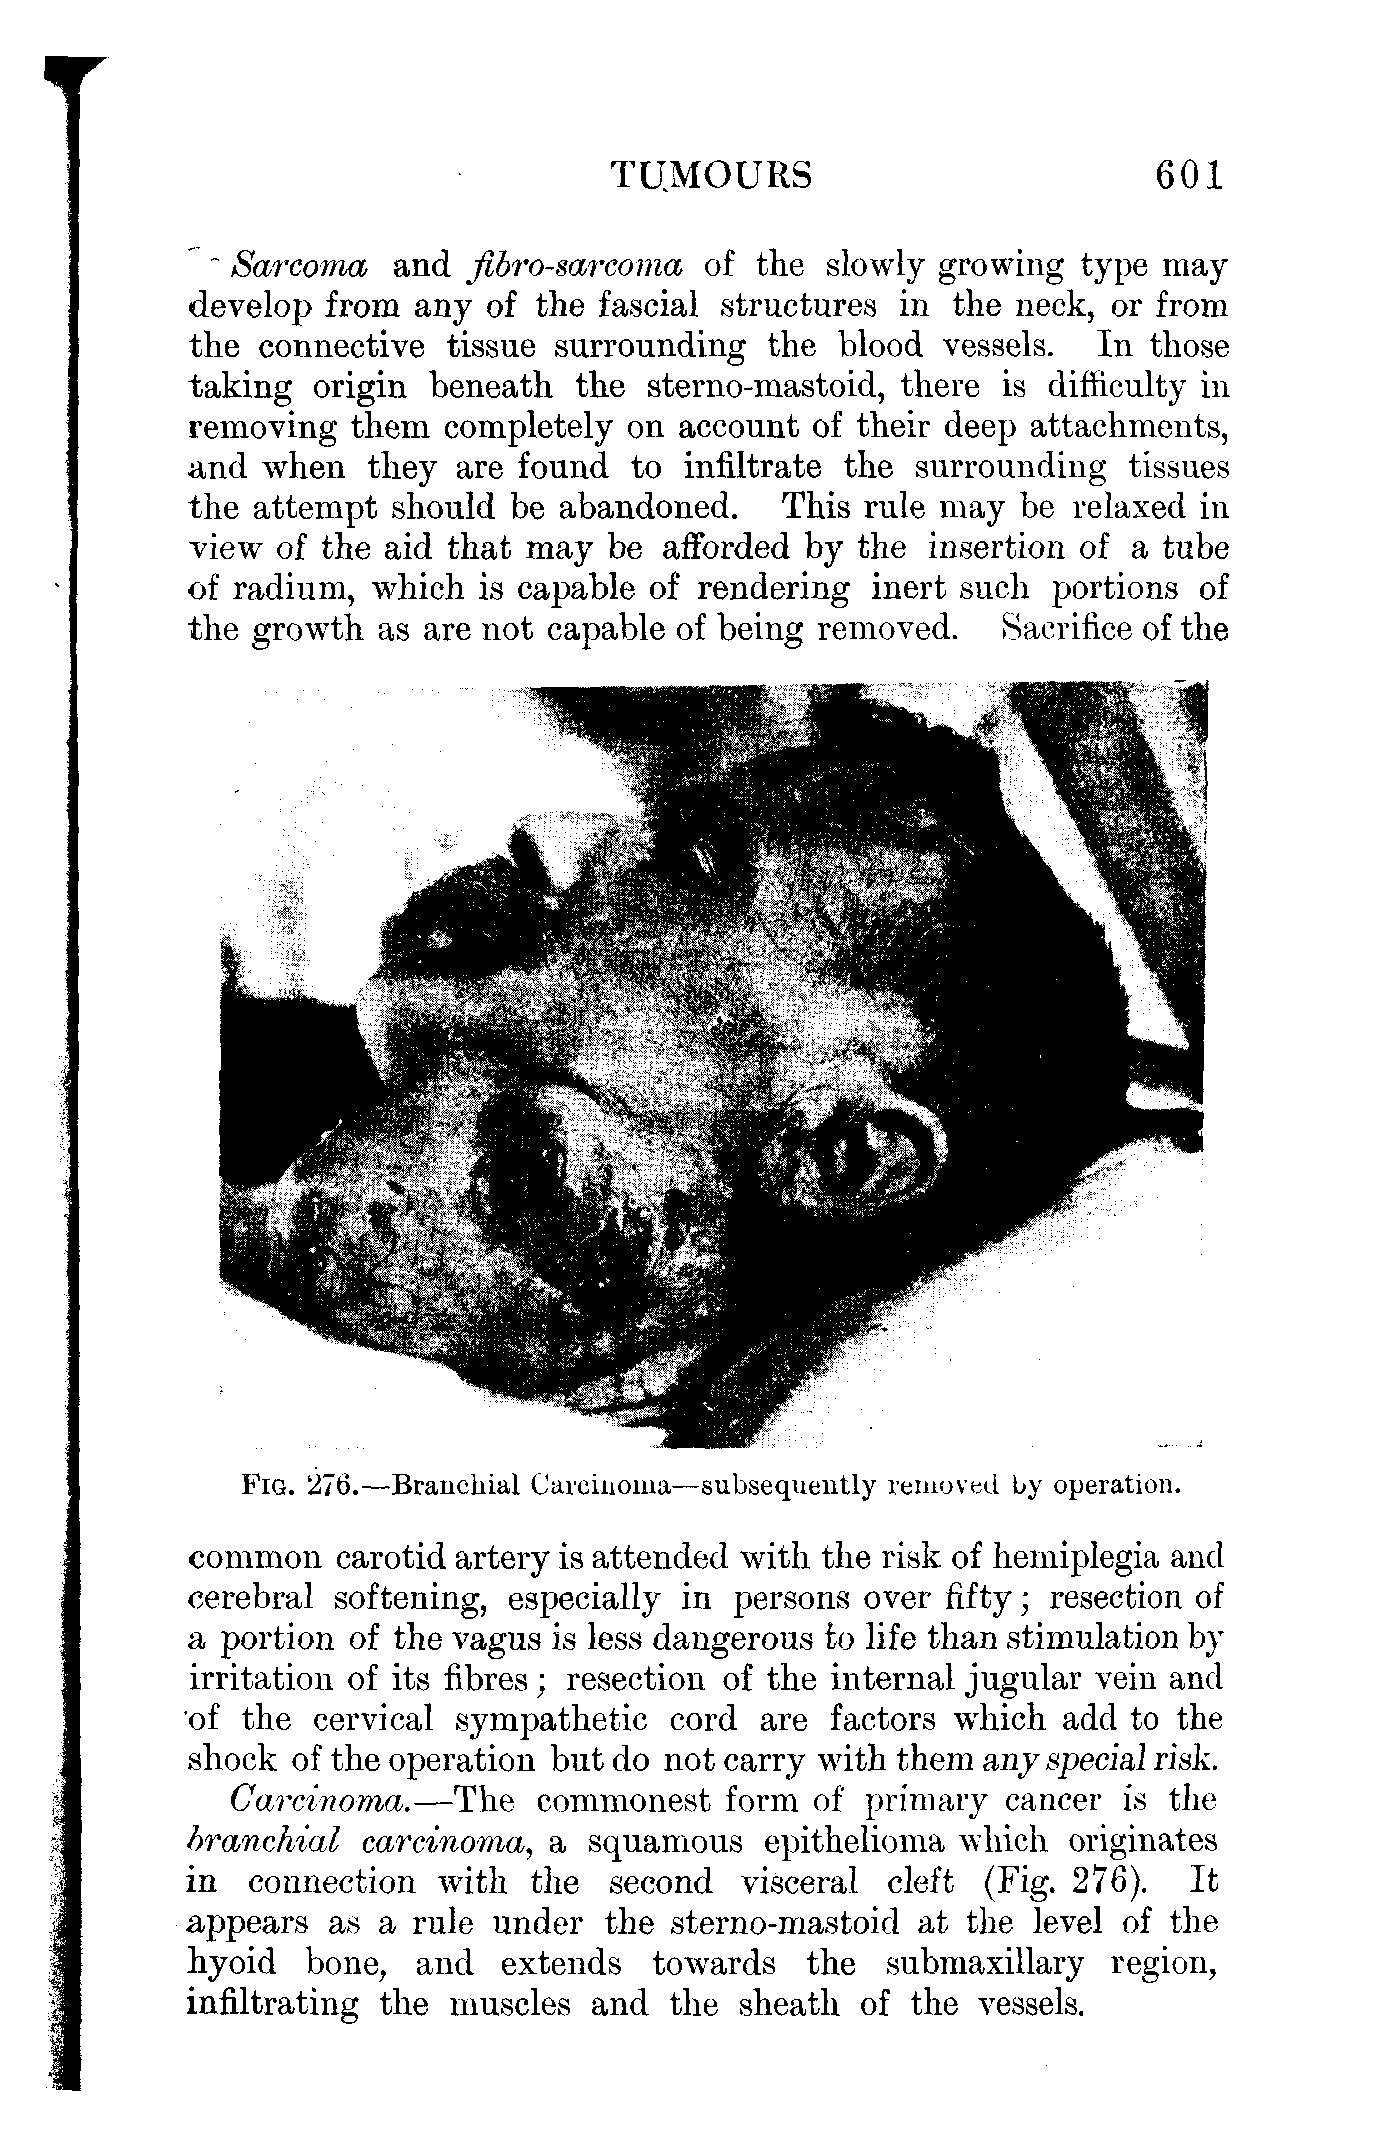 TUMOURS 601
Sarcoma and fibro-sarcoma of the slowly growing type may
develop from any of the fascial structures in the neck, or from
the connective tissue surrounding the blood vessels. In those
taking origin beneath the sterno-mastoid, there is difficulty in
removing them completely on account of their deep attachments,
and when they are found to infiltrate the surrounding tissues
the attempt should be abandoned. This rule may be relaxed in
view of the aid that may be afforded by the insertion of a tube
of radium, which is capable of rendering inert such portions of
the growth as are not capable of being removed. Sacrifice of the
FIG. 276.—Branchial Carcinoma—subsequently removed by operation.
common carotid artery is attended with the risk of hemiplegia and
cerebral softening, especially in persons over fifty; resection of
a portion of the vagus is less dangerous to life than stimulation by
irritation of its fibres; resection of the internal jugular vein and
of the cervical sympathetic cord are factors which add to the
shock of the operation but do not carry with them any special risk.
Carcinoma.—The commonest form of primary cancer is the
branchial carcinoma, a squamous epithelioma which originates
in connection with the second visceral cleft (Fig. 276). It
appears as a rule under the sterno-mastoid at the level of the
hyoid bone, and extends towards the submaxillary region,
infiltrating the muscles and the sheath of the vessels.